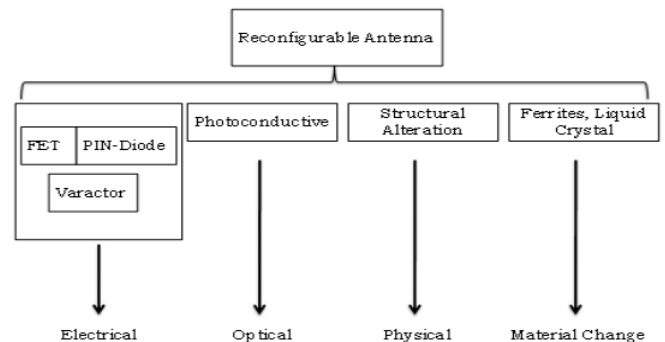 Reconfigurable Antenna
FET PIN-Diode
Varactor
Photoconductive
Structural
Alteration
Ferrites, Liquid
Crystal
Electrical
Optical
Physical
Material Change